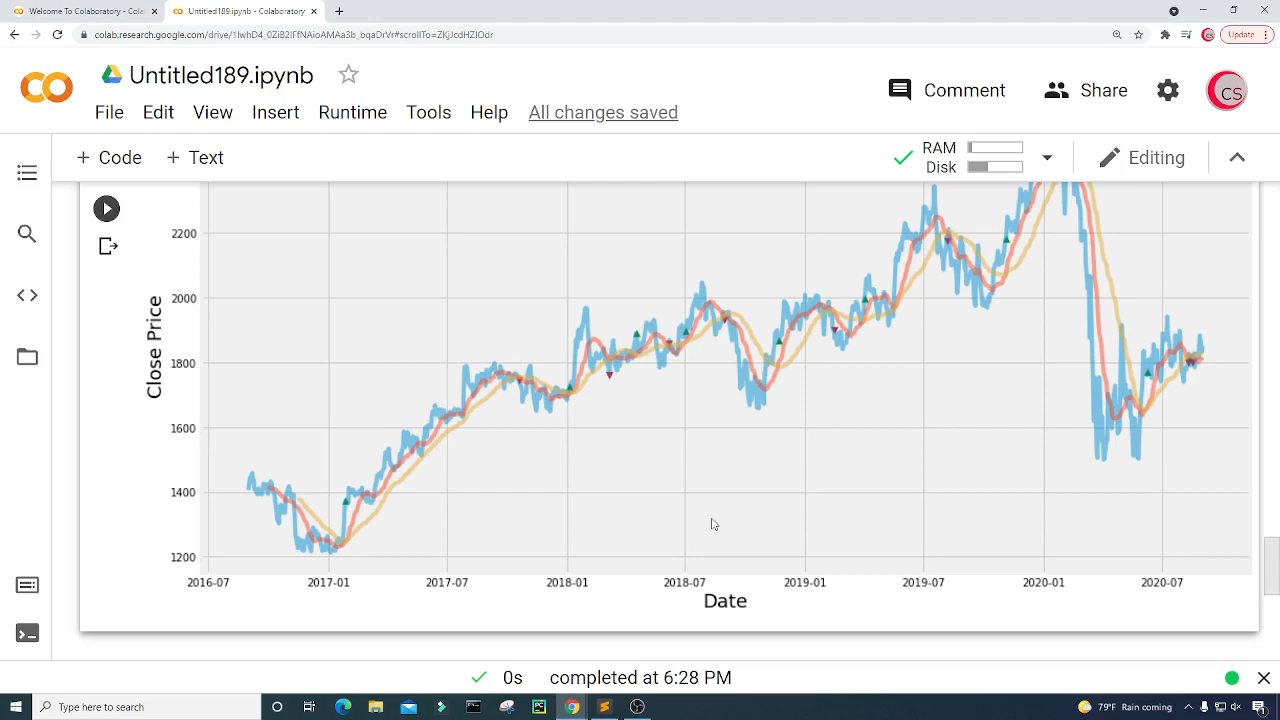 Welcome To Colaboratory - Colab
Untitled189.ipynb - Colaboratory
colab.research.google.com/drive/1IwhD4_0ZiB2IFfNAioAMAa3b_bqaDrVr#scrollTo=ZKjJcdHZIOdr
Update
Untitled189.ipynb
File Edit View Insert Runtime Tools Help All changes saved
Comment Share CS
+ Code + Text
RAM
Disk
Editing
2200
2000
1800
1600
1400
1200
Close Price
2016-07 2017-01 2017-07 2018-01 2018-07 2019-01 2019-07 2020-01 2020-07
Date
0s completed at 6:28 PM
Type here to search
79°F Rain coming